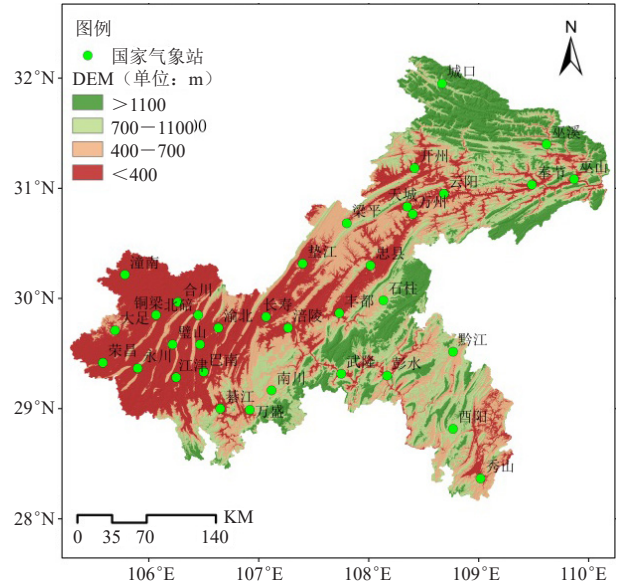 图例
国家气象站
DEM（单位：m）
＞1100
700－1100)0
400－700
＜400
N
32°N
31°N
30°N
29°N
28°N
城口
巫溪
开州
云阳
奉节
巫山
天城
万州
梁平
垫江
忠县
潼南
石柱
合川
铜梁
北碚
长寿
丰都
大足
渝北
涪陵
璧山
黔江
荣昌
永川
江津
巴南
武隆
彭水
南川
綦江
万盛
酉阳
秀山
KM
0 35 70 140
106°E 107°E 108°E 109°E 110°E